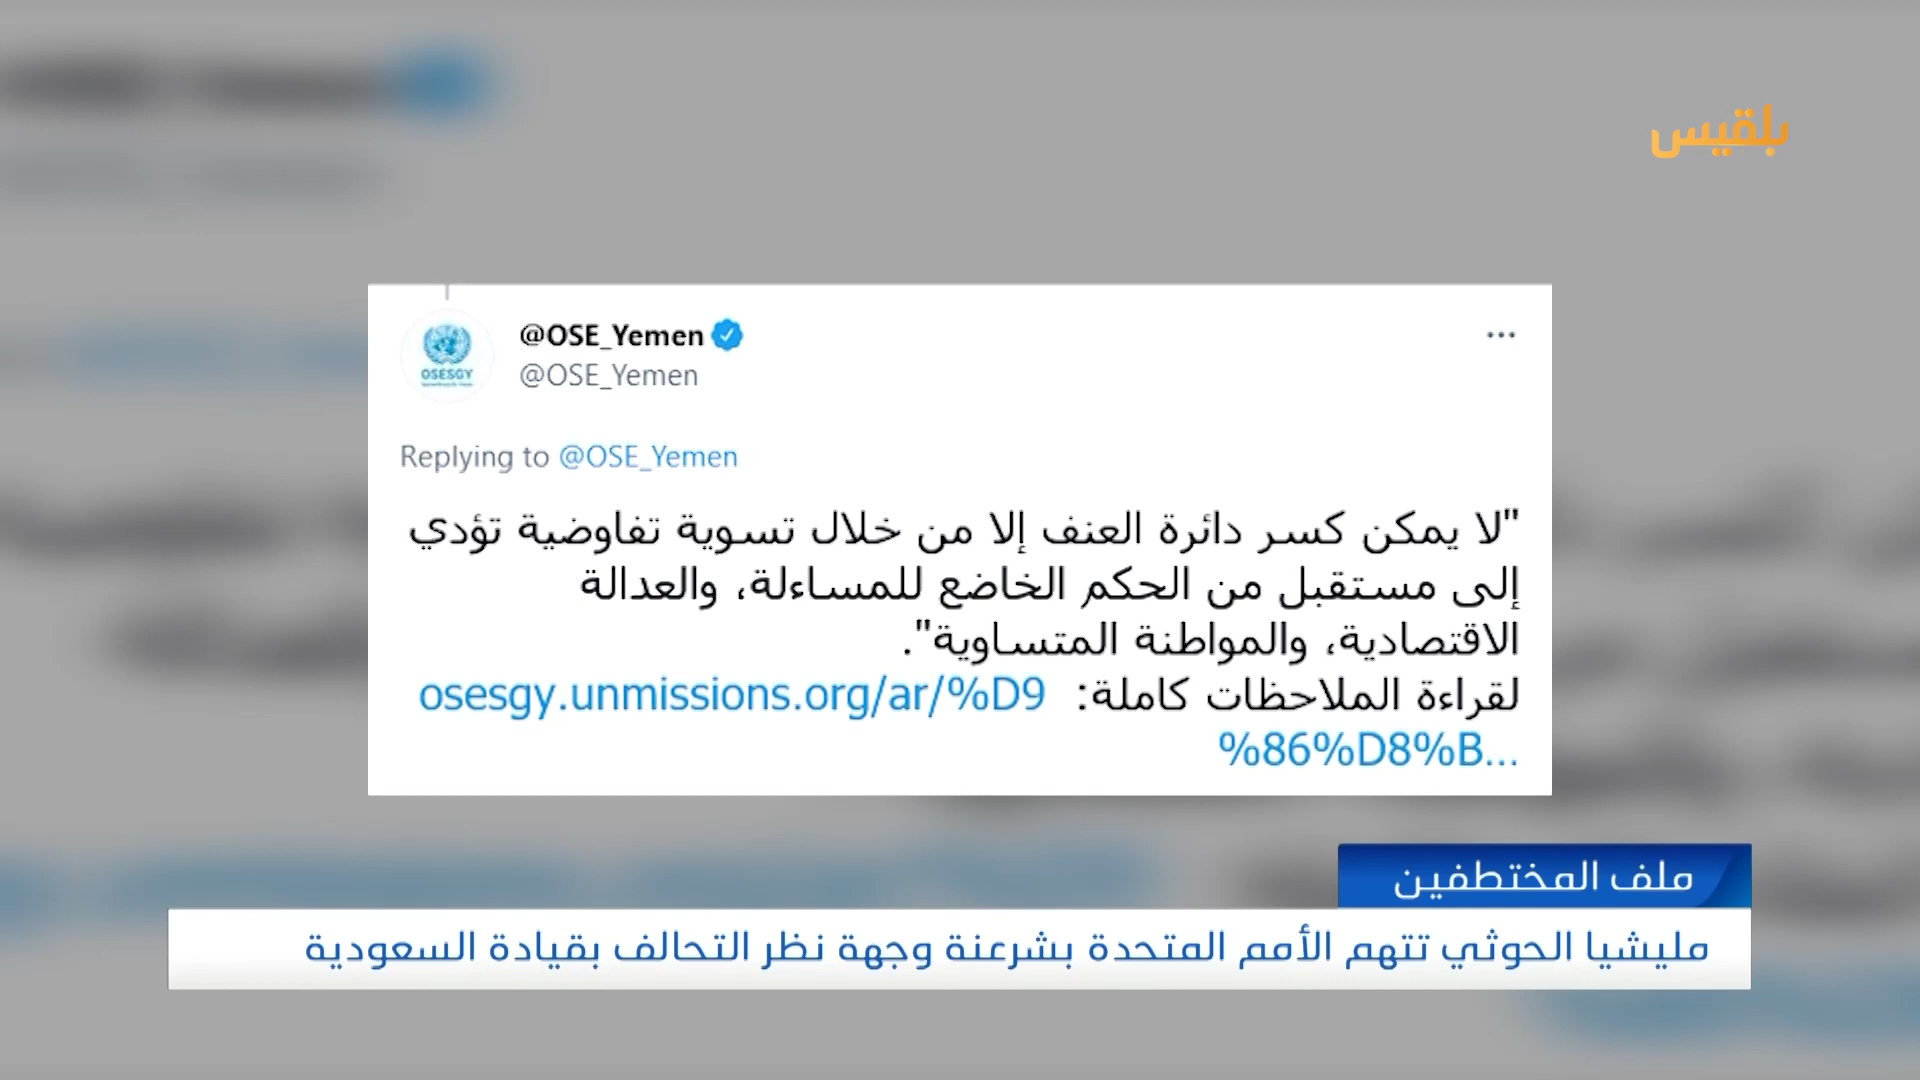 بلقيس
@OSE_Yemen
@OSE_Yemen
OSESGY
Replying to @OSE_Yemen
"لا يمكن كسر دائرة العنف إلا من خلال تسوية تفاوضية تؤدي
إلى مستقبل من الحكم الخاضع للمساءلة، والعدالة
الاقتصادية، والمواطنة المتساوية".
لقراءة الملاحظات كاملة: osesgy.unmissions.org/ar/%D9
%86%D8%B...
ملف المختطفين
مليشيا الحوثي تتهم الأمم المتحدة بشرعنة وجهة نظر التحالف بقيادة السعودية